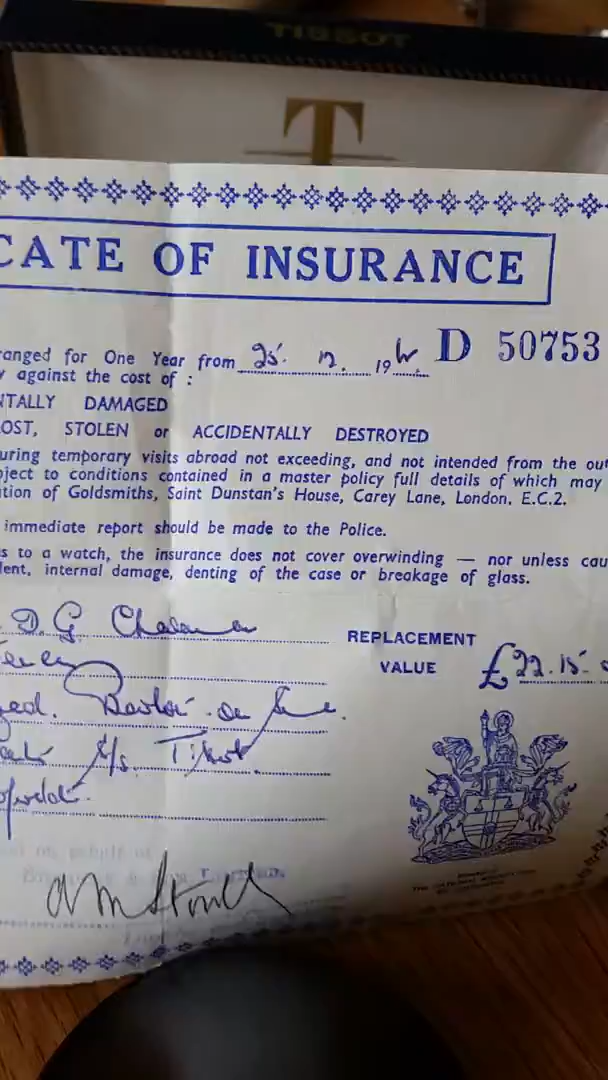 TISSOT
T
CATE OF INSURANCE
ranged for One Year from 25. 12. 19
D 50753
y against the cost of :
NTALLY DAMAGED
OST, STOLEN or ACCIDENTALLY DESTROYED
uring temporary visits abroad not exceeding, and not intended from the out
ject to conditions contained in a master policy full details of which may
tion of Goldsmiths, Saint Dunstan's House, Carey Lane, London, E.C.2.
immediate report should be made to the Police.
s to a watch, the insurance does not cover overwinding — nor unless cau
dent, internal damage, denting of the case or breakage of glass.
D. G.
REPLACEMENT
VALUE £22.15.
S/s. Tissot